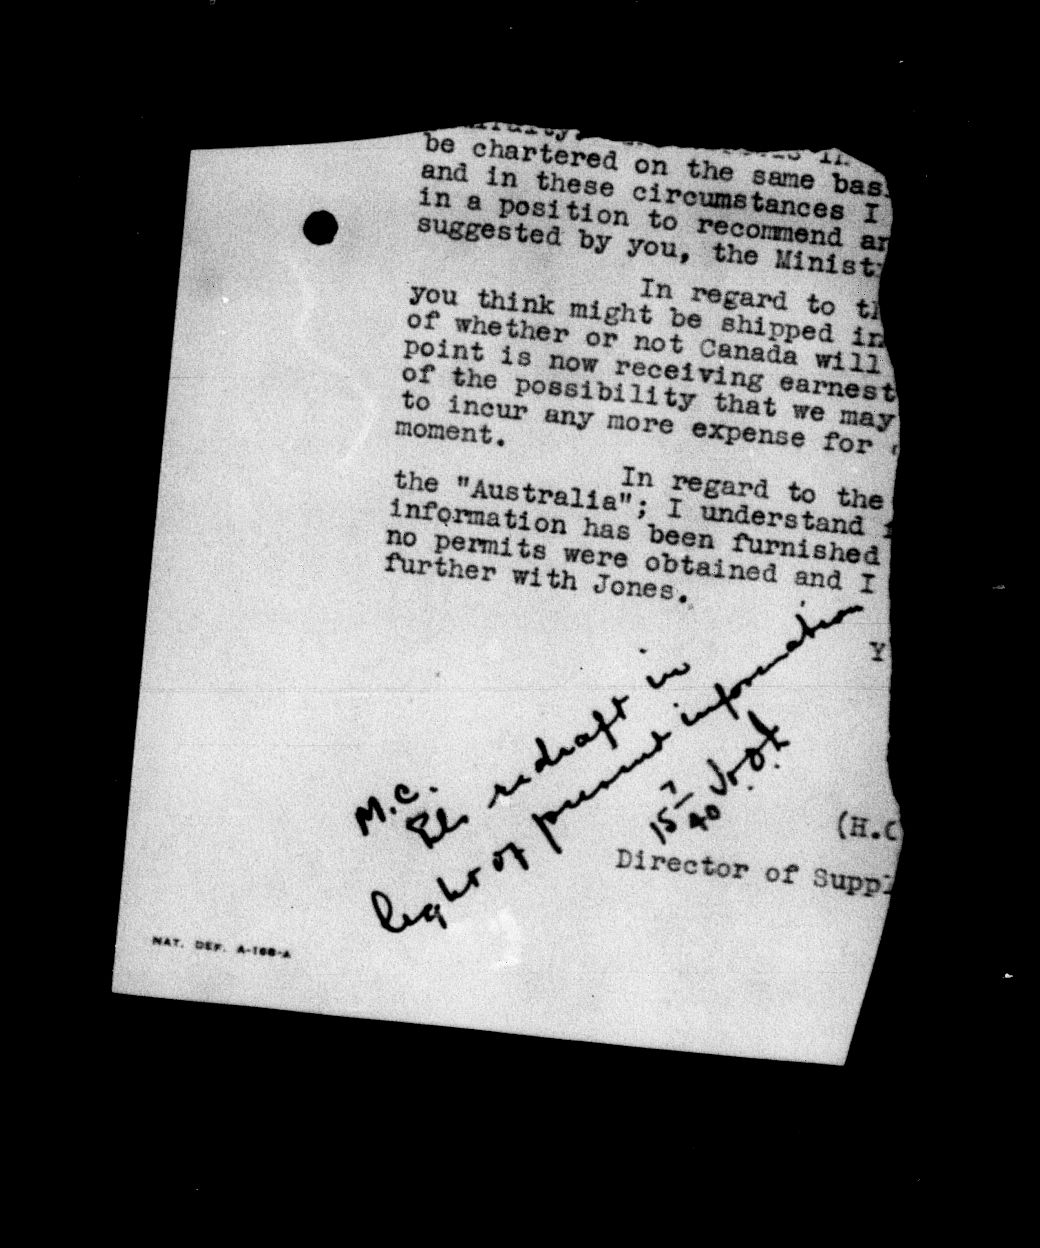 be chartered on the same bas
and in these circumstances I
in a position to recommend an
suggested by you, the Minist
In regard to th
you think might be shipped in
of whether or not Canada will
point is now receiving earnest
of the possibility that we may
to incur any more expense for
moment.
In regard to the
the "Australia"; I understand
information has been furnished
no permits were obtained and I
further with Jones.
Y
M.C.
Pls redraft in
light of present information
15/7/40
(H.C
Director of Suppl
NAT. DEF. A-168-A